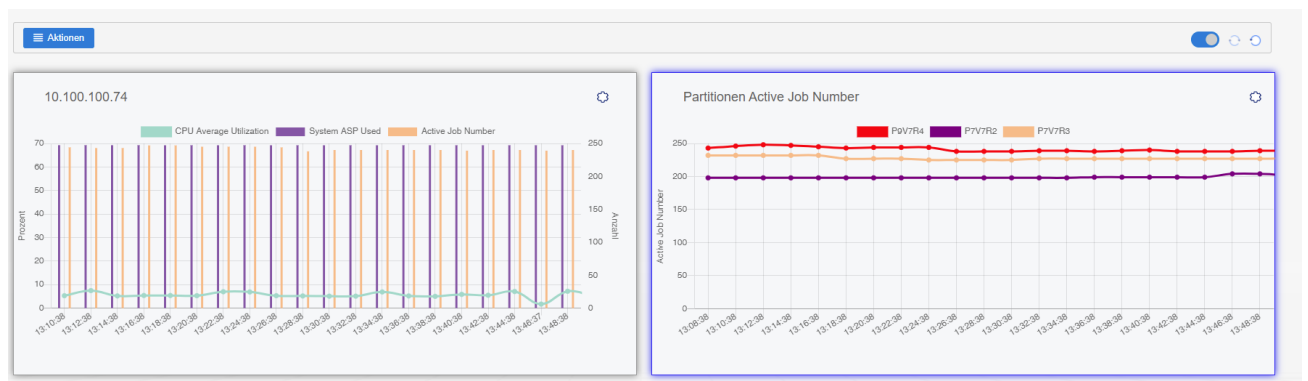 Aktionen
10.100.100.74
CPU Average Utilization System ASP Used Active Job Number
70
60
50
40
30
20
10
0
Prozent
250
200
150
100
50
0
Anzahl
13:10:38 13:12:38 13:14:38 13:16:38 13:18:38 13:20:38 13:22:38 13:24:38 13:26:38 13:28:38 13:30:38 13:32:38 13:34:38 13:36:38 13:38:38 13:40:38 13:42:38 13:44:38 13:46:37 13:48:38
Partitionen Active Job Number
P9V7R4 P7V7R2 P7V7R3
250
200
150
100
50
0
Active Job Number
13:08:38 13:10:38 13:12:38 13:14:38 13:16:38 13:18:38 13:20:38 13:22:38 13:24:38 13:26:38 13:28:38 13:30:38 13:32:38 13:34:38 13:36:38 13:38:38 13:40:38 13:42:38 13:44:38 13:46:38 13:48:38